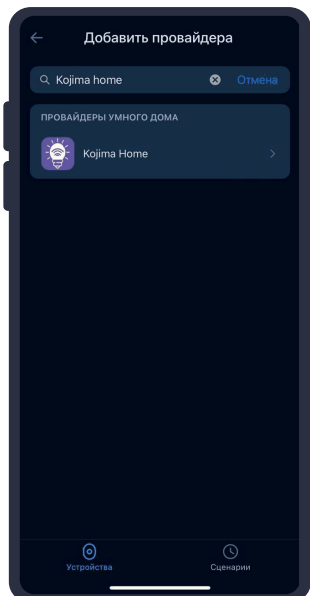 Добавить провайдера
Kojima home
Отмена
ПРОВАЙДЕРЫ УМНОГО ДОМА
Kojima Home
Устройства
Сценарии